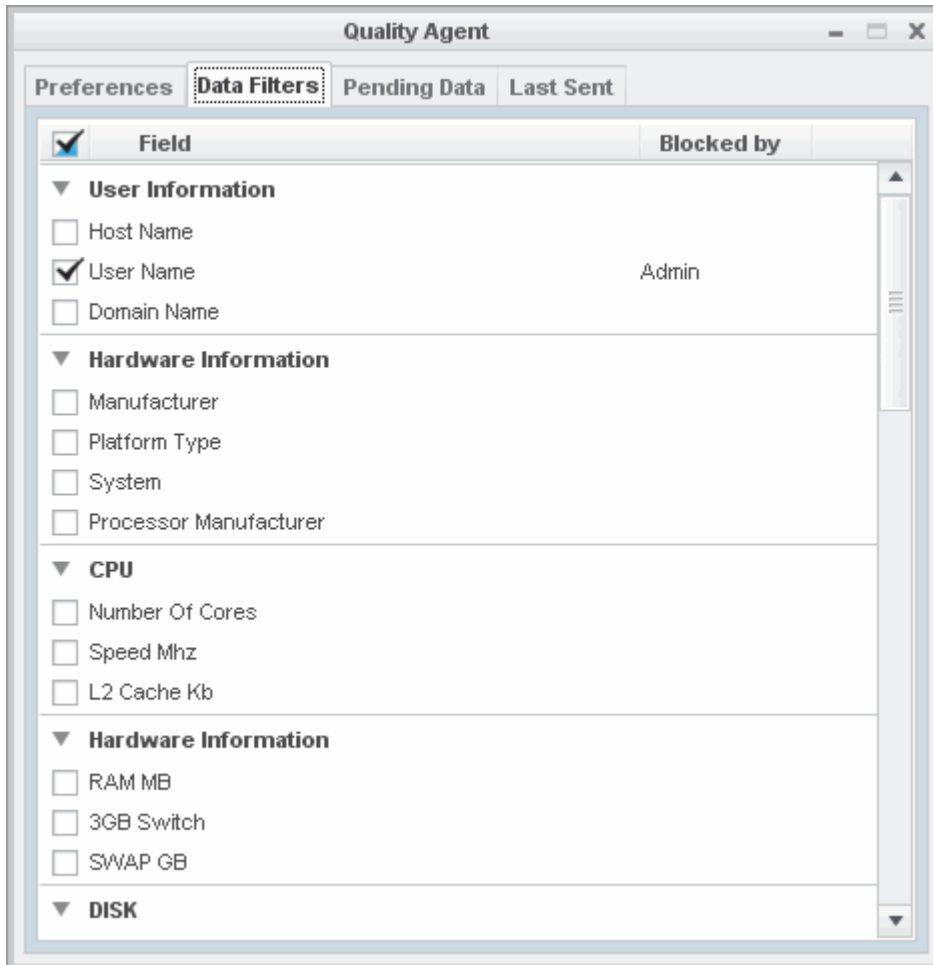 Quality Agent
Preferences Data Filters Pending Data Last Sent
Field Blocked by
User Information
Host Name
User Name Admin
Domain Name
Hardware Information
Manufacturer
Platform Type
System
Processor Manufacturer
CPU
Number Of Cores
Speed Mhz
L2 Cache Kb
Hardware Information
RAM MB
3GB Switch
SWAP GB
DISK